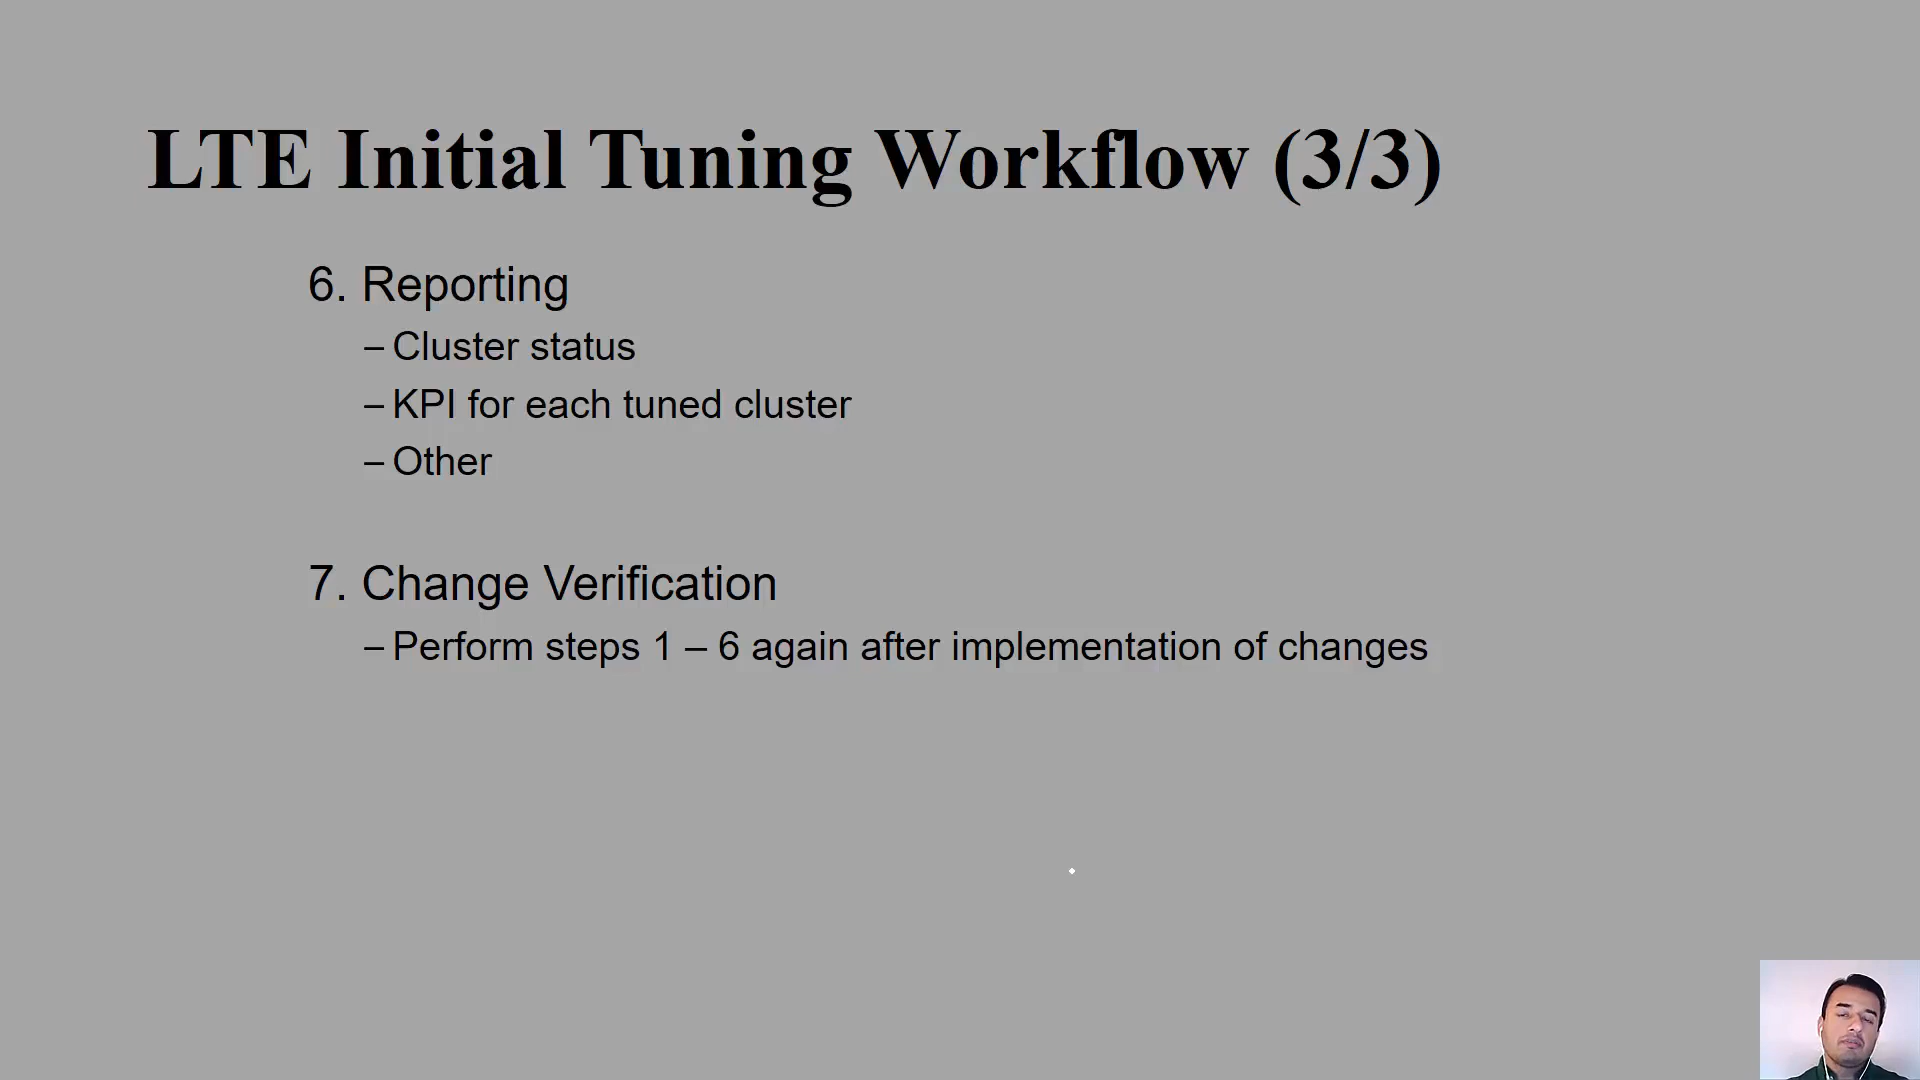 LTE Initial Tuning Workflow (3/3)
6. Reporting
– Cluster status
– KPI for each tuned cluster
– Other
7. Change Verification
– Perform steps 1 – 6 again after implementation of changes